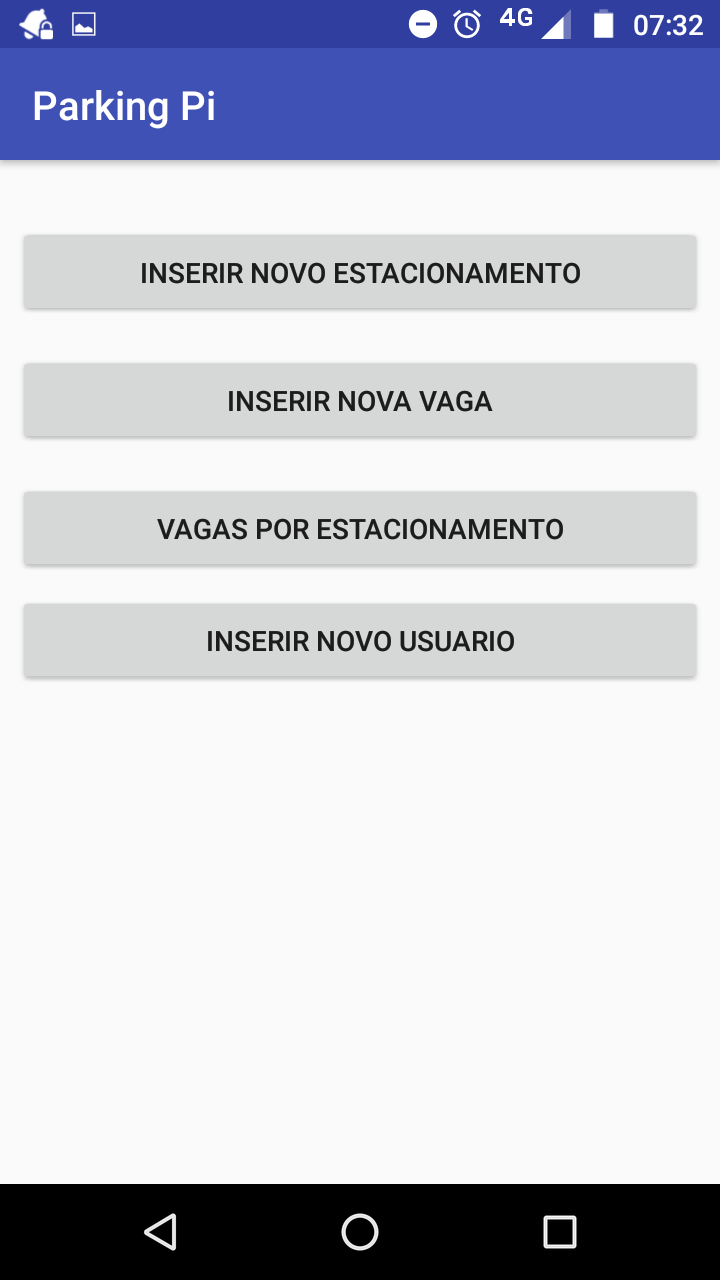 4G 07:32
Parking Pi
INSERIR NOVO ESTACIONAMENTO
INSERIR NOVA VAGA
VAGAS POR ESTACIONAMENTO
INSERIR NOVO USUARIO